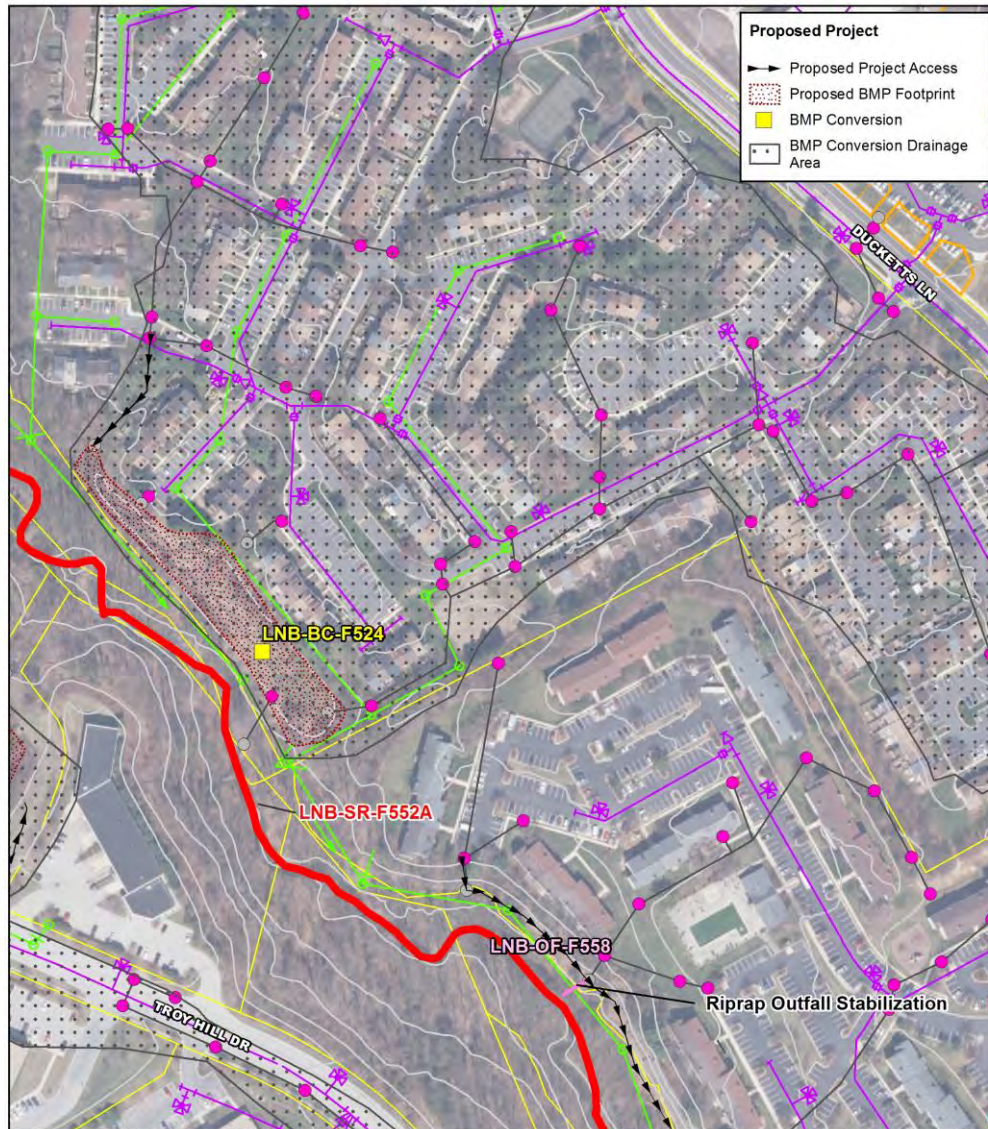 Proposed Project
Proposed Project Access
Proposed BMP Footprint
BMP Conversion
BMP Conversion Drainage
Area
DUCKETTS LN
LNB-BC-F524
LNB-SR-F552A
LNB-OF-F558
Riprap Outfall Stabilization
TROY HILL DR